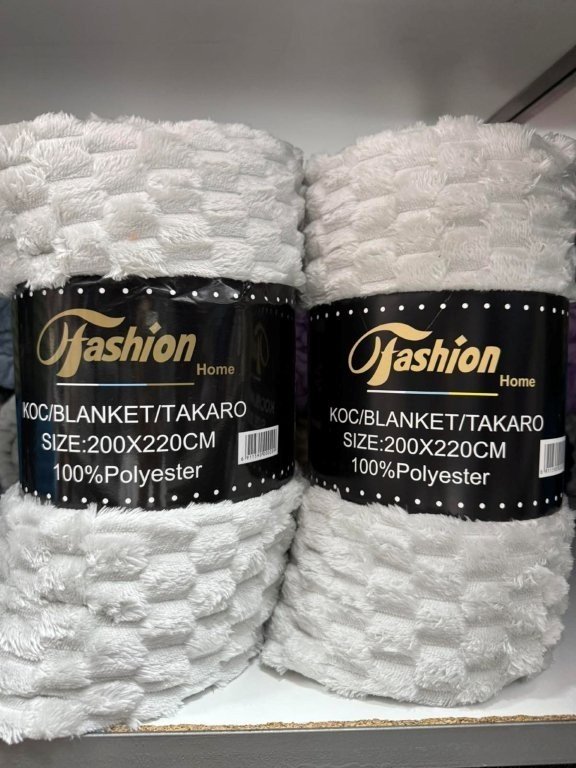 Fashion
Home
KOC/BLANKET/TAKARO
SIZE:200X220CM
100%Polyester
Fashion
Home
KOC/BLANKET/TAKARO
SIZE:200X220CM
100%Polyester